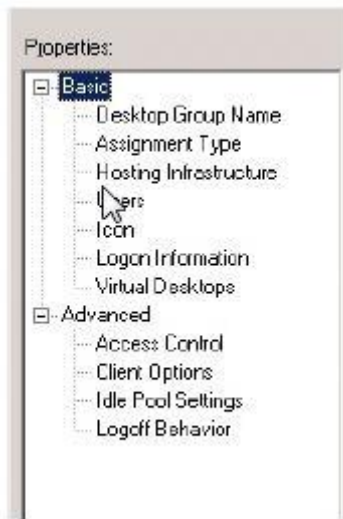 Properties:
Basic
Desktop Group Name
Assignment Type
Hosting Infrastructure
Users
Icon
Logon Information
Virtual Desktops
Advanced
Access Control
Client Options
Idle Pool Settings
Logoff Behavior